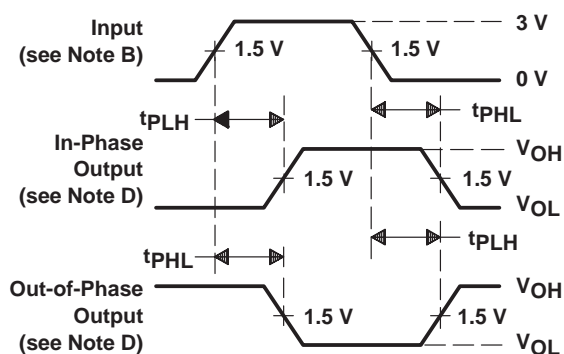 Input
(see Note B)
1.5 V
1.5 V
3 V
0 V
tPLH
tPHL
In-Phase
Output
(see Note D)
1.5 V
1.5 V
VOH
VOL
tPHL
tPLH
Out-of-Phase
Output
(see Note D)
1.5 V
1.5 V
VOH
VOL